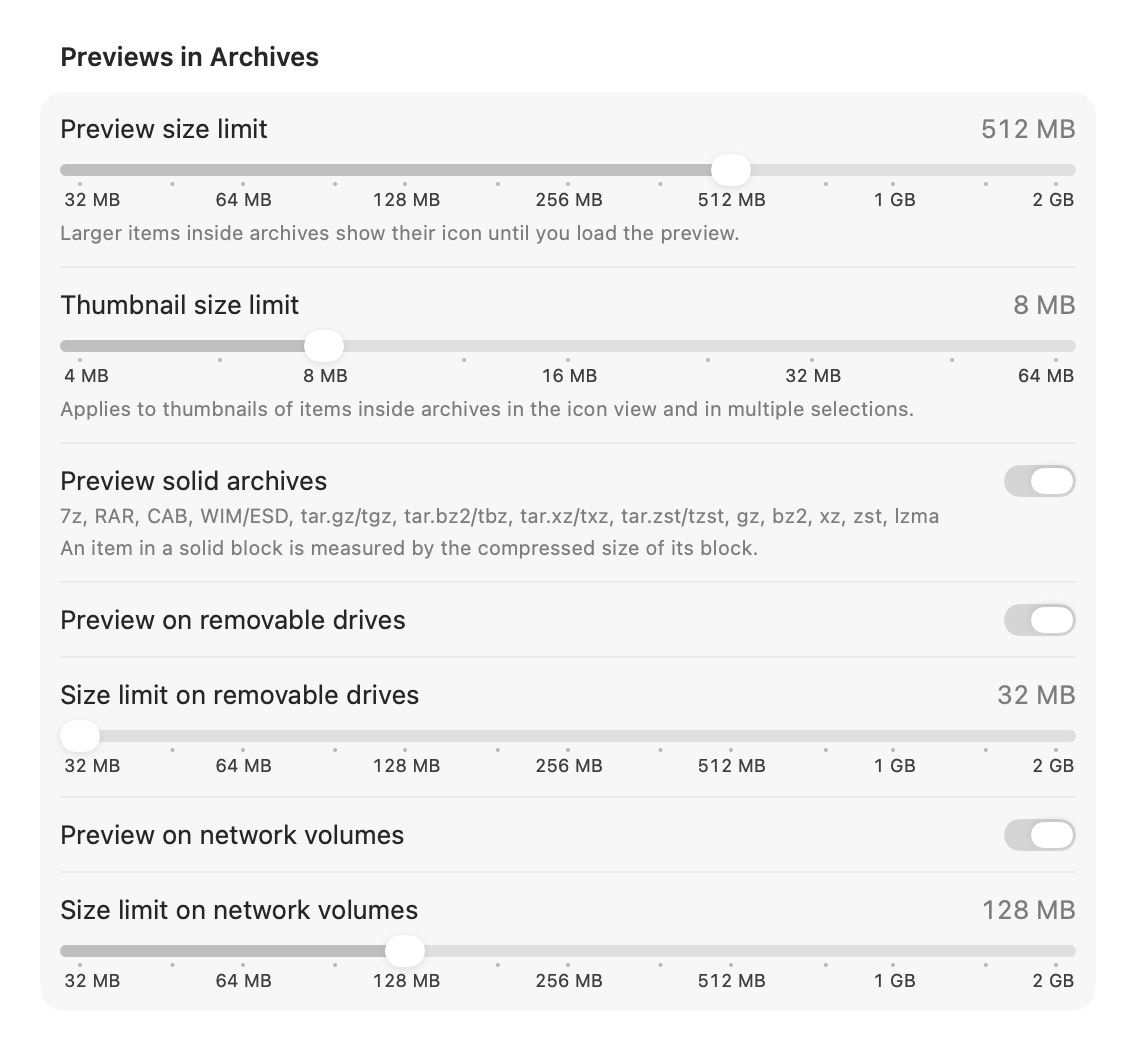 Previews in Archives
Preview size limit 512 MB
32 MB 64 MB 128 MB 256 MB 512 MB 1 GB 2 GB
Larger items inside archives show their icon until you load the preview.
Thumbnail size limit 8 MB
4 MB 8 MB 16 MB 32 MB 64 MB
Applies to thumbnails of items inside archives in the icon view and in multiple selections.
Preview solid archives
7z, RAR, CAB, WIM/ESD, tar.gz/tgz, tar.bz2/tbz, tar.xz/txz, tar.zst/tzst, gz, bz2, xz, zst, lzma
An item in a solid block is measured by the compressed size of its block.
Preview on removable drives
Size limit on removable drives 32 MB
32 MB 64 MB 128 MB 256 MB 512 MB 1 GB 2 GB
Preview on network volumes
Size limit on network volumes 128 MB
32 MB 64 MB 128 MB 256 MB 512 MB 1 GB 2 GB